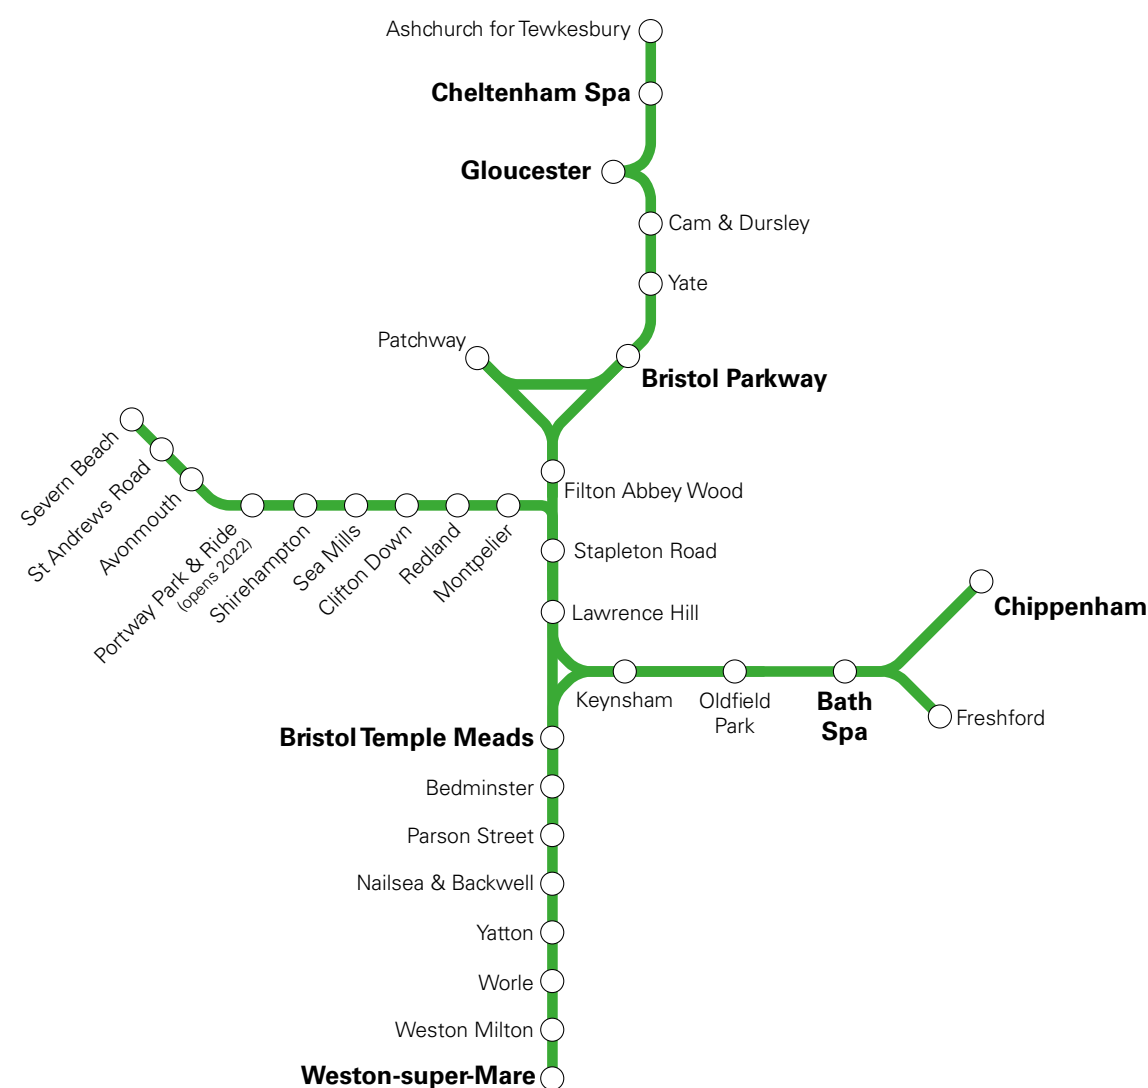 Ashchurch for Tewkesbury
Cheltenham Spa
Gloucester
Cam & Dursley
Yate
Patchway
Bristol Parkway
Severn Beach
St Andrews Road
Avonmouth
Portway Park & Ride
(opens 2022)
Shirehampton
Sea Mills
Clifton Down
Redland
Montpelier
Filton Abbey Wood
Stapleton Road
Lawrence Hill
Chippenham
Keynsham
Oldfield
Park
Bath
Spa
Freshford
Bristol Temple Meads
Bedminster
Parson Street
Nailsea & Backwell
Yatton
Worle
Weston Milton
Weston-super-Mare